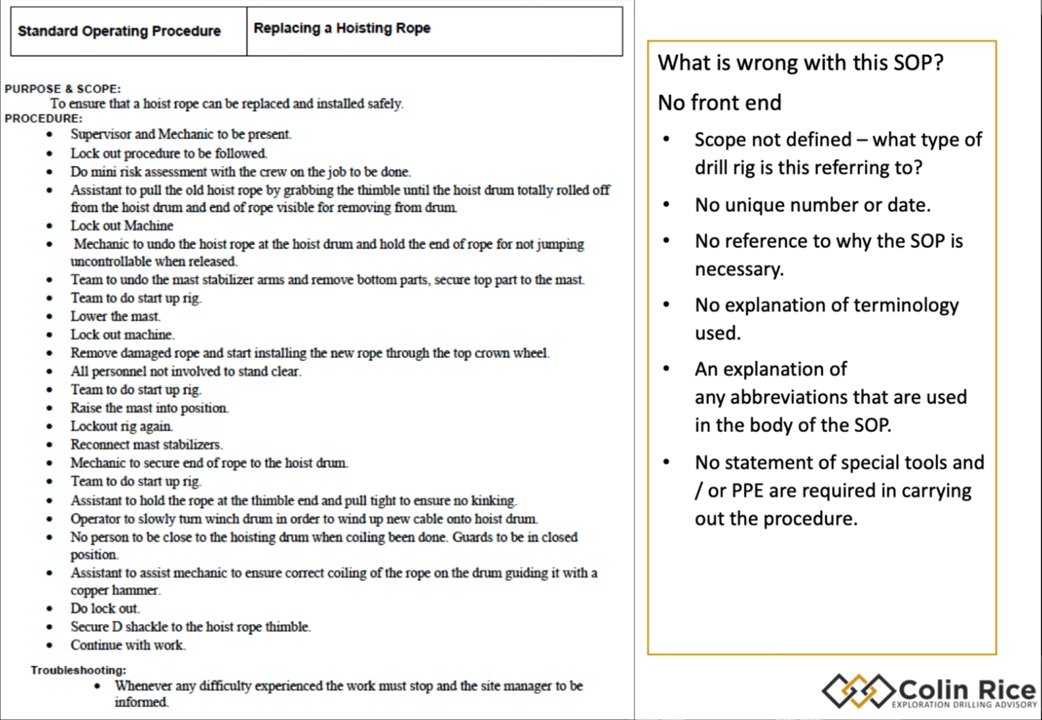 Standard Operating Procedure
Replacing a Hoisting Rope
PURPOSE & SCOPE:
To ensure that a hoist rope can be replaced and installed safely.
PROCEDURE:
• Supervisor and Mechanic to be present.
• Lock out procedure to be followed.
• Do mini risk assessment with the crew on the job to be done.
• Assistant to pull the old hoist rope by grabbing the thimble until the hoist drum totally rolled off
from the hoist drum and end of rope visible for removing from drum.
• Lock out Machine
• Mechanic to undo the hoist rope at the hoist drum and hold the end of rope for not jumping
uncontrollable when released.
• Team to undo the mast stabilizer arms and remove bottom parts, secure top part to the mast.
• Team to do start up rig.
• Lower the mast.
• Lock out machine.
• Remove damaged rope and start installing the new rope through the top crown wheel.
• All personnel not involved to stand clear.
• Team to do start up rig.
• Raise the mast into position.
• Lockout rig again.
• Reconnect mast stabilizers.
• Mechanic to secure end of rope to the hoist drum.
• Team to do start up rig.
• Assistant to hold the rope at the thimble end and pull tight to ensure no kinking.
• Operator to slowly turn winch drum in order to wind up new cable onto hoist drum.
• No person to be close to the hoisting drum when coiling been done. Guards to be in closed
position.
• Assistant to assist mechanic to ensure correct coiling of the rope on the drum guiding it with a
copper hammer.
• Do lock out.
• Secure D shackle to the hoist rope thimble.
• Continue with work.
Troubleshooting:
• Whenever any difficulty experienced the work must stop and the site manager to be
informed.
What is wrong with this SOP?
No front end
• Scope not defined – what type of
drill rig is this referring to?
• No unique number or date.
• No reference to why the SOP is
necessary.
• No explanation of terminology
used.
• An explanation of
any abbreviations that are used
in the body of the SOP.
• No statement of special tools and
/ or PPE are required in carrying
out the procedure.
Colin Rice
EXPLORATION DRILLING ADVISORY